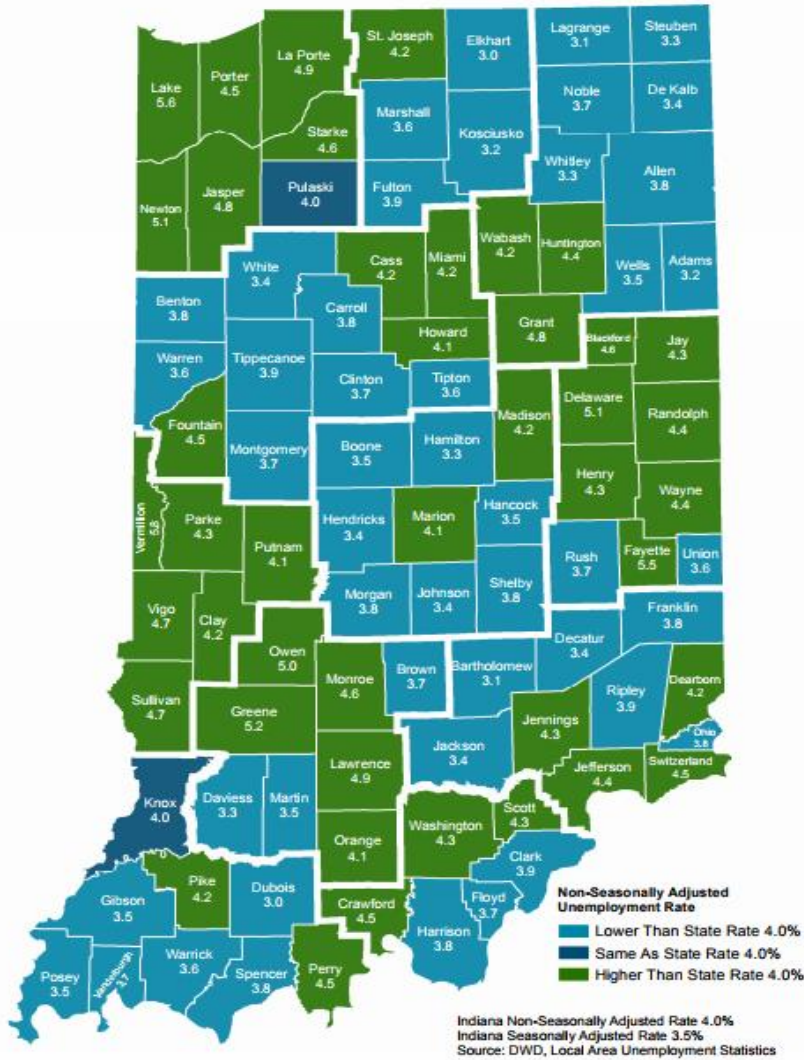 St. Joseph
4.2
Elkhart
3.0
Lagrange
3.1
Steuben
3.3
La Porte
4.9
Porter
4.5
Lake
5.6
Noble
3.7
De Kalb
3.4
Marshall
3.6
Kosciusko
3.2
Starke
4.6
Whitley
3.3
Allen
3.8
Pulaski
4.0
Fulton
3.9
Jasper
4.8
Newton
5.1
Wabash
4.2
Huntington
4.4
Miami
4.2
Cass
4.2
White
3.4
Wells
3.5
Adams
3.2
Benton
3.8
Carroll
3.8
Howard
4.1
Grant
4.8
Blackford
4.6
Jay
4.3
Warren
3.6
Tippecanoe
3.9
Clinton
3.7
Tipton
3.6
Madison
4.2
Delaware
5.1
Randolph
4.4
Fountain
4.5
Montgomery
3.7
Boone
3.5
Hamilton
3.3
Henry
4.3
Wayne
4.4
Vermillion
5.8
Parke
4.3
Putnam
4.1
Hendricks
3.4
Marion
4.1
Hancock
3.5
Rush
3.7
Fayette
5.5
Union
3.6
Vigo
4.7
Clay
4.2
Morgan
3.8
Johnson
3.4
Shelby
3.8
Franklin
3.8
Decatur
3.4
Owen
5.0
Monroe
4.6
Brown
3.7
Bartholomew
3.1
Ripley
3.9
Dearborn
4.2
Sullivan
4.7
Greene
5.2
Jennings
4.3
Ohio
3.8
Jackson
3.4
Lawrence
4.9
Jefferson
4.4
Switzerland
4.5
Knox
4.0
Daviess
3.3
Martin
3.5
Orange
4.1
Washington
4.3
Scott
4.3
Clark
3.9
Pike
4.2
Dubois
3.0
Gibson
3.5
Crawford
4.5
Floyd
3.7
Harrison
3.8
Posey
3.5
Vanderburgh
3.7
Warrick
3.6
Spencer
3.8
Perry
4.5
Non-Seasonally Adjusted
Unemployment Rate
Lower Than State Rate 4.0%
Same As State Rate 4.0%
Higher Than State Rate 4.0%
Indiana Non-Seasonally Adjusted Rate 4.0%
Indiana Seasonally Adjusted Rate 3.5%
Source: DWD, Local Area Unemployment Statistics